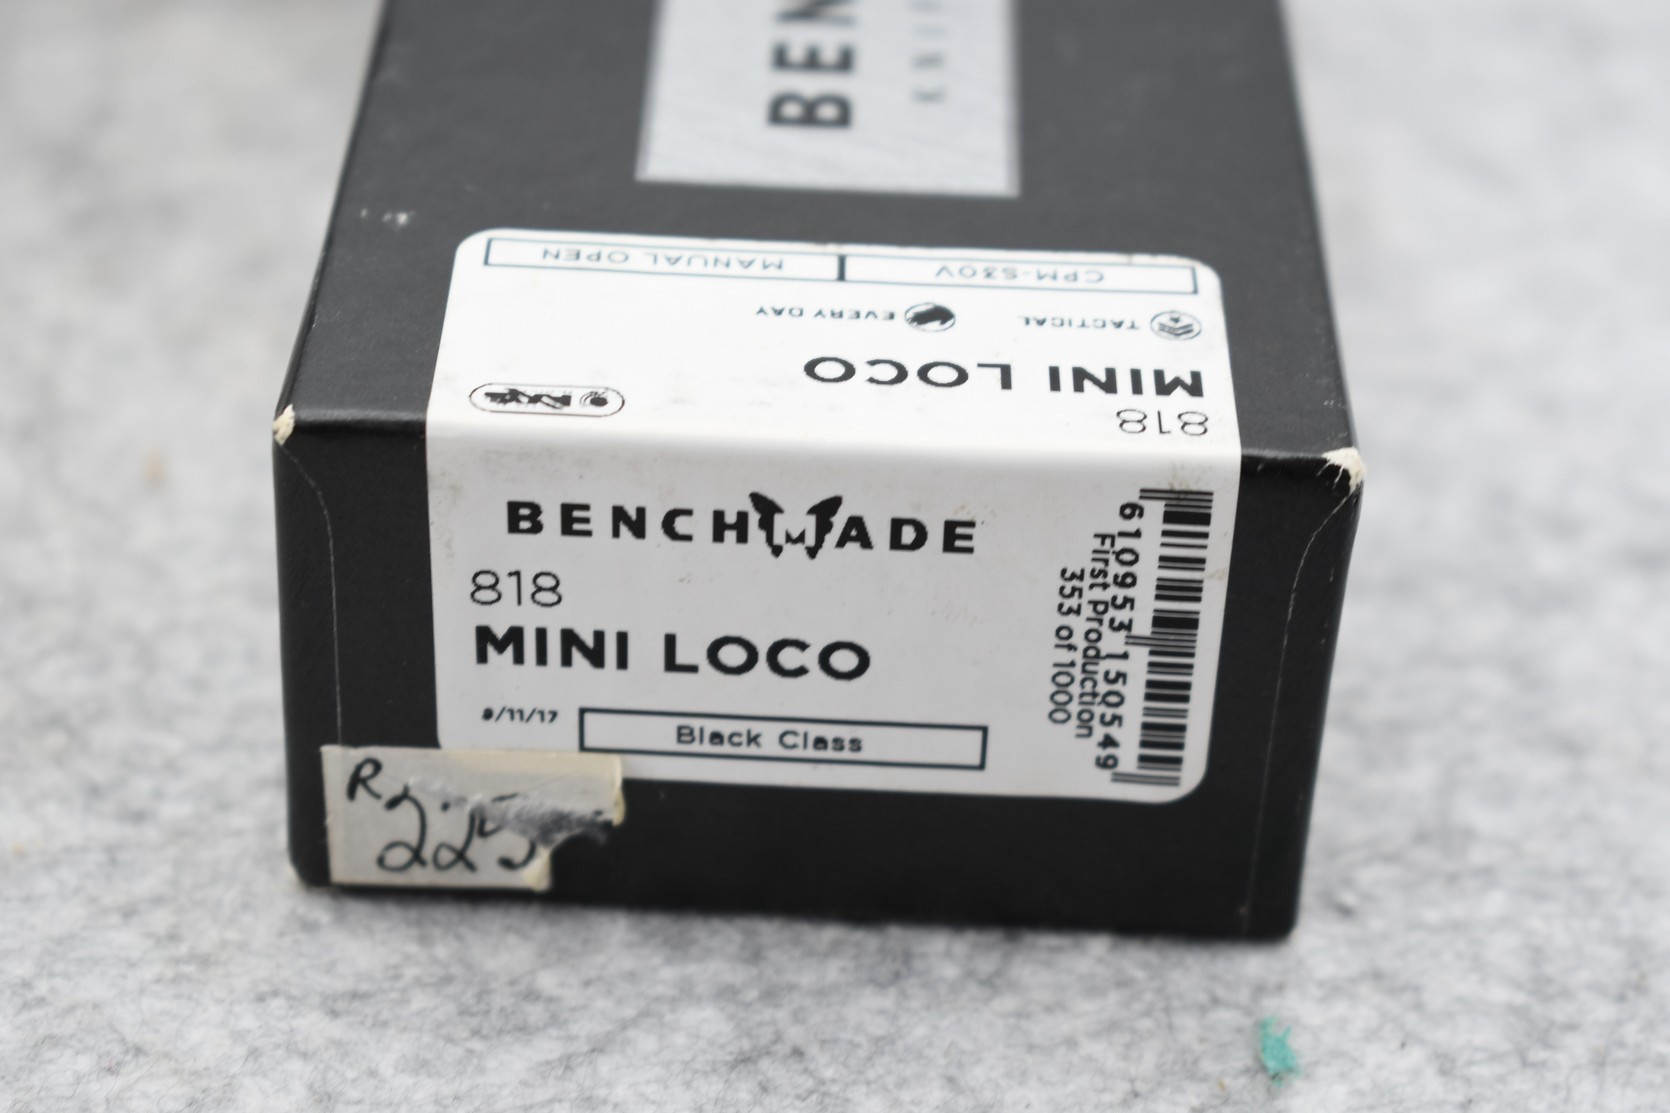 BEN
CPM-S30V
MANUAL OPEN
TACTICAL
EVERY DAY
MINI LOCO
818
BENCHMADE
818
MINI LOCO
9/11/17
Black Class
610953 150549
First Production
353 of 1000
R
225